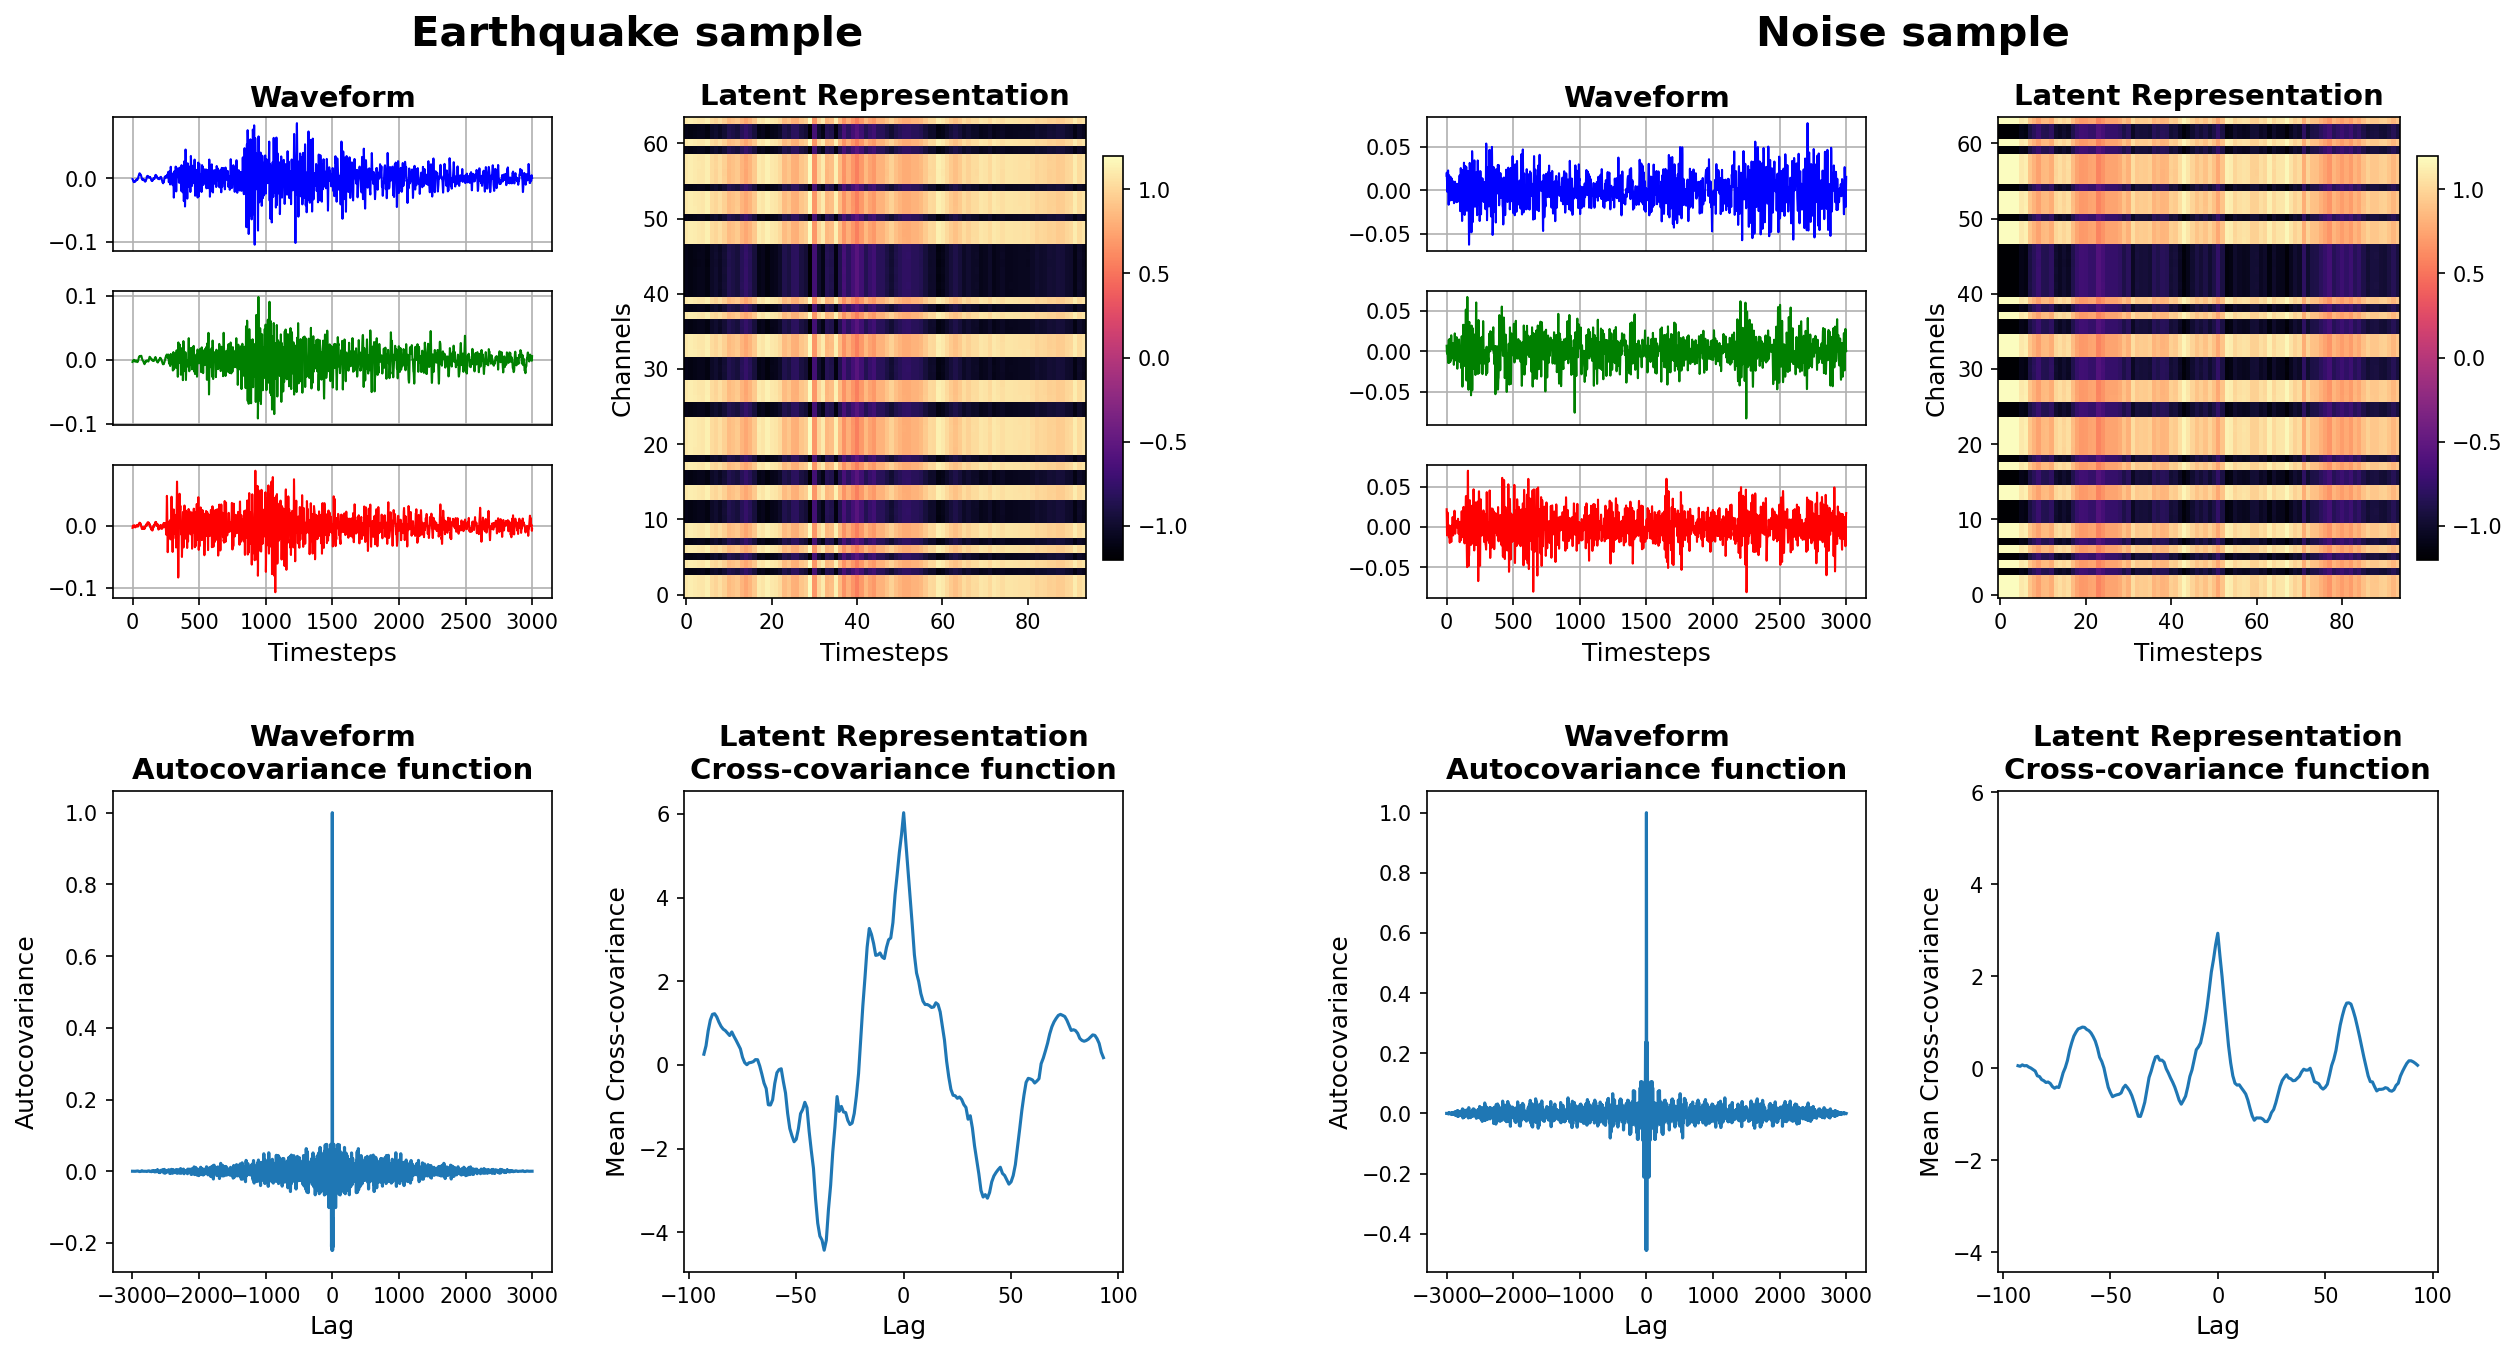 Earthquake sample
Noise sample
Waveform
0.0
−0.1
0.1
0.0
−0.1
0.0
−0.1
0 500 1000 1500 2000 2500 3000
Timesteps
Latent Representation
Channels
60
50
40
30
20
10
0
0 20 40 60 80
Timesteps
1.0
0.5
0.0
−0.5
−1.0
Waveform
0.05
0.00
−0.05
0.05
0.00
−0.05
0.05
0.00
−0.05
0 500 1000 1500 2000 2500 3000
Timesteps
Latent Representation
Channels
60
50
40
30
20
10
0
0 20 40 60 80
Timesteps
1.0
0.5
0.0
−0.5
−1.0
Waveform
Autocovariance function
Autocovariance
1.0
0.8
0.6
0.4
0.2
0.0
−0.2
−3000 −2000 −1000 0 1000 2000 3000
Lag
Latent Representation
Cross-covariance function
Mean Cross-covariance
6
4
2
0
−2
−4
−100 −50 0 50 100
Lag
Waveform
Autocovariance function
Autocovariance
1.0
0.8
0.6
0.4
0.2
0.0
−0.2
−0.4
−3000 −2000 −1000 0 1000 2000 3000
Lag
Latent Representation
Cross-covariance function
Mean Cross-covariance
6
4
2
0
−2
−4
−100 −50 0 50 100
Lag